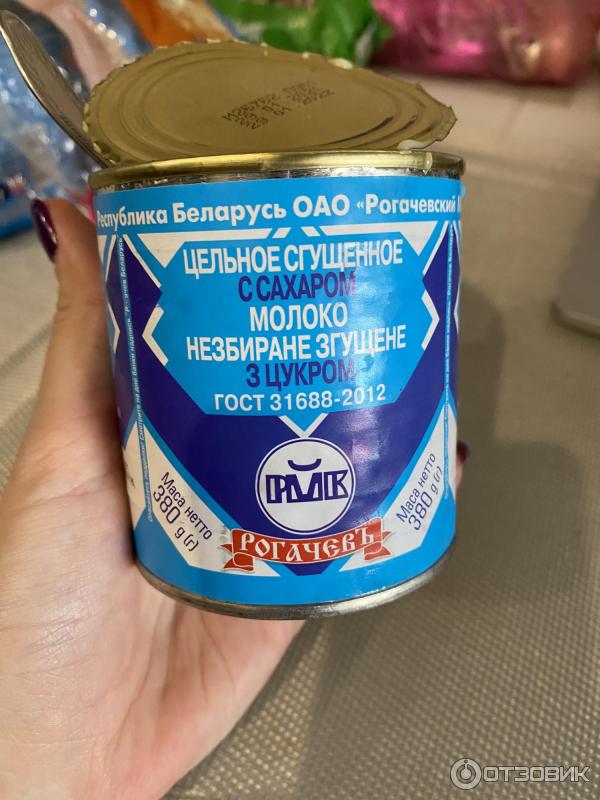 Республика Беларусь ОАО «Рогачевский
ЦЕЛЬНОЕ СГУЩЕННОЕ
С САХАРОМ
МОЛОКО
НЕЗБИРАНЕ ЗГУЩЕНЕ
З ЦУКРОМ
ГОСТ 31688-2012
Маса нетто
380 g (г)
РМК
РОГАЧЕВЪ
Маса нетто
380 g (г)
ОТЗОВИК